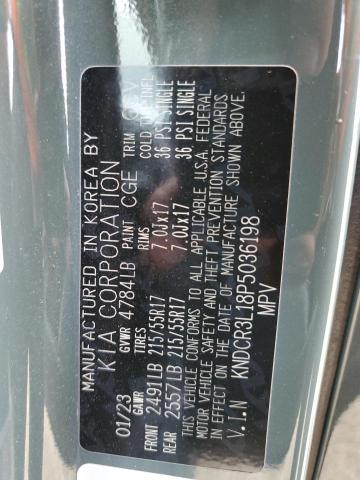 MANUFACTURED IN KOREA BY
KIA CORPORATION
01/23 GVWR 4784LB PAINT CGE TRIM
GAWR TIRES RIMS COLD TIRE INFL
FRONT 2491LB 215/55R17 7.0Jx17 36 PSI SINGLE
REAR 2557LB 215/55R17 7.0Jx17 36 PSI SINGLE
THIS VEHICLE CONFORMS TO ALL APPLICABLE U.S.A. FEDERAL
MOTOR VEHICLE SAFETY AND THEFT PREVENTION STANDARDS
IN EFFECT ON THE DATE OF MANUFACTURE SHOWN ABOVE.
V.I.N KNDCR3L18P5036198
MPV